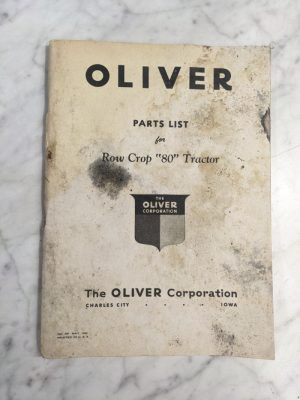 OLIVER
PARTS LIST
for
Row Crop "80" Tractor
THE
OLIVER
CORPORATION
The OLIVER Corporation
CHARLES CITY . . . . IOWA